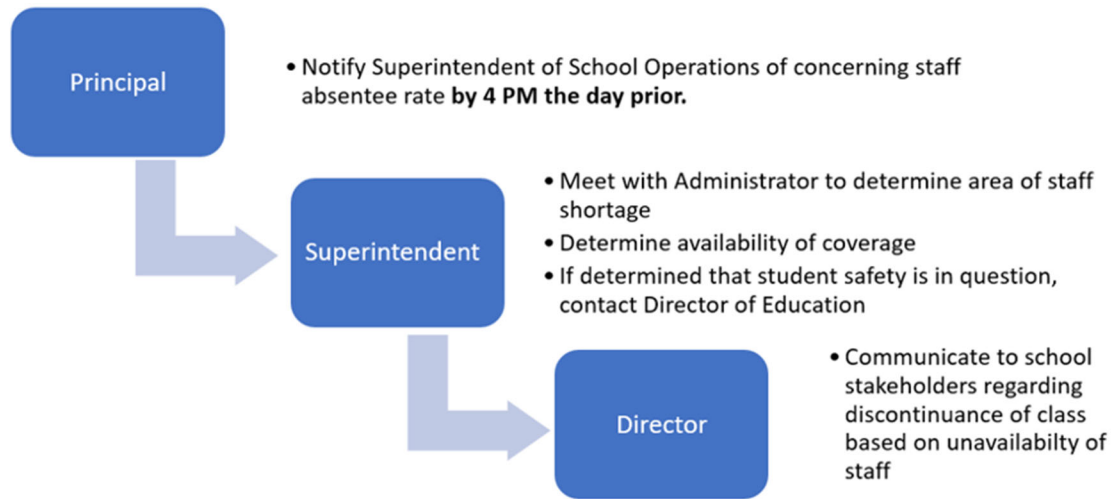 Principal
• Notify Superintendent of School Operations of concerning staff
absentee rate by 4 PM the day prior.
Superintendent
• Meet with Administrator to determine area of staff
shortage
• Determine availability of coverage
• If determined that student safety is in question,
contact Director of Education
Director
• Communicate to school
stakeholders regarding
discontinuance of class
based on unavailabilty of
staff